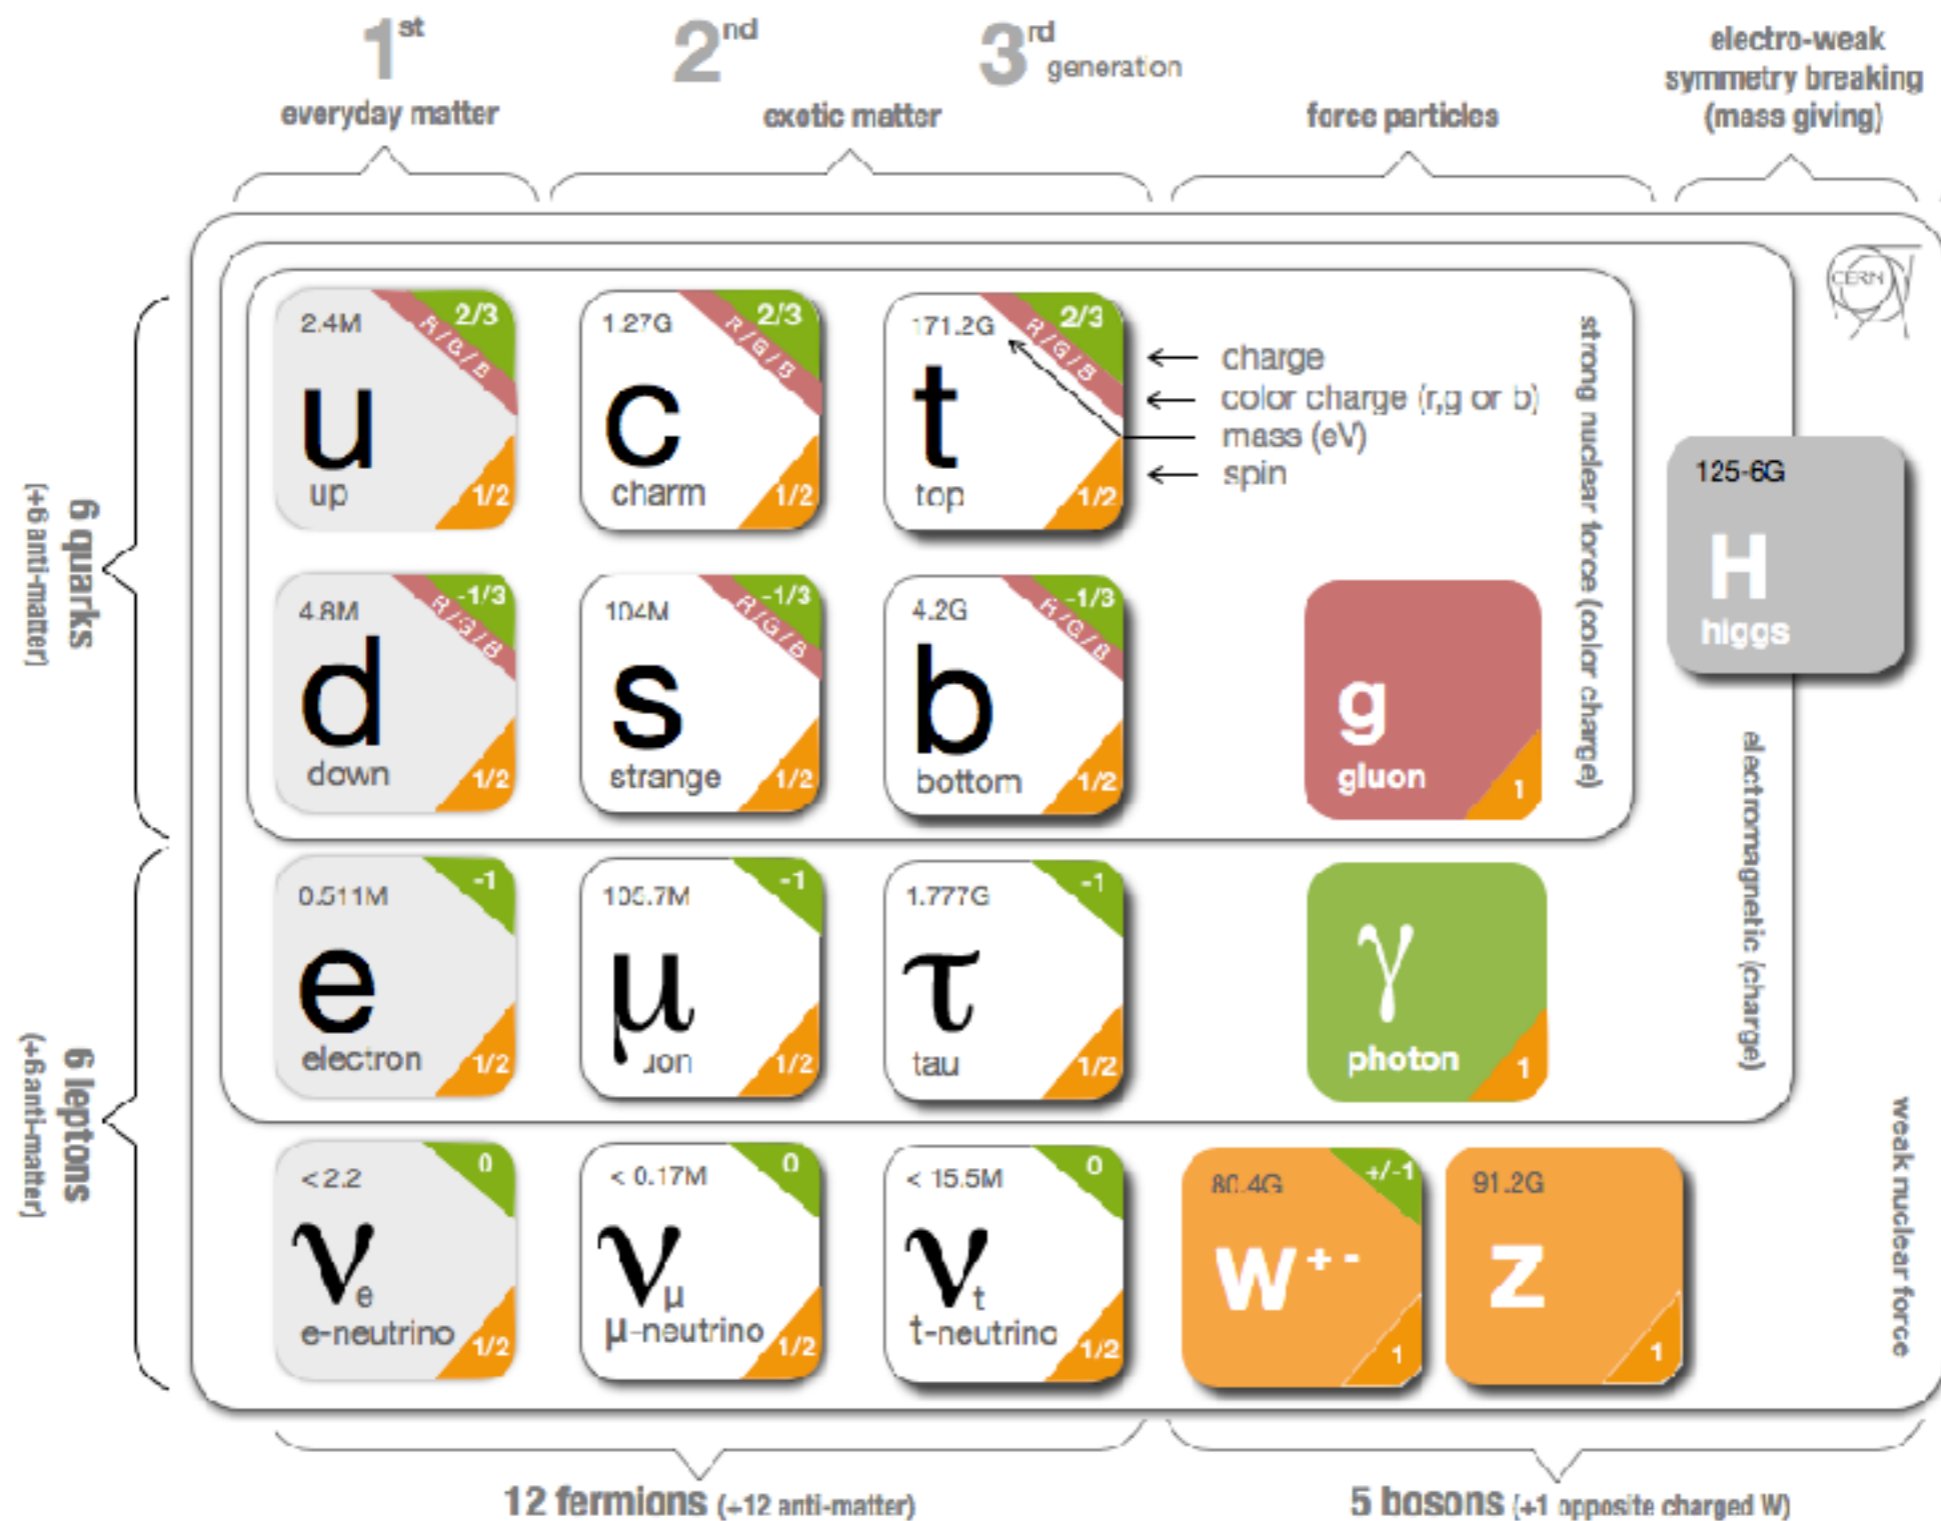 1st
2nd
3rd generation
everyday matter
exotic matter
force particles
electro-weak
symmetry breaking
(mass giving)
CERN
6 quarks
(+6 anti-matter)
6 leptons
(+6 anti-matter)
2.4M
2/3
R/G/B
u
up
1/2
1.27G
2/3
R/G/B
c
charm
1/2
171.2G
2/3
R/G/B
t
top
1/2
charge
color charge (r,g or b)
mass (eV)
spin
strong nuclear force (color charge)
125-6G
H
higgs
4.8M
-1/3
R/G/B
d
down
1/2
104M
-1/3
R/G/B
s
strange
1/2
4.2G
-1/3
R/G/B
b
bottom
1/2
g
gluon
1
electromagnetic (charge)
0.511M
-1
e
electron
1/2
105.7M
-1
μ
uon
1/2
1.777G
-1
τ
tau
1/2
γ
photon
1
weak nuclear force
< 2.2
0
νe
e-neutrino
1/2
< 0.17M
0
νμ
μ-neutrino
1/2
< 15.5M
0
νt
t-neutrino
1/2
80.4G
+/-1
W+ -
1
91.2G
Z
1
12 fermions (+12 anti-matter)
5 bosons (+1 opposite charged W)